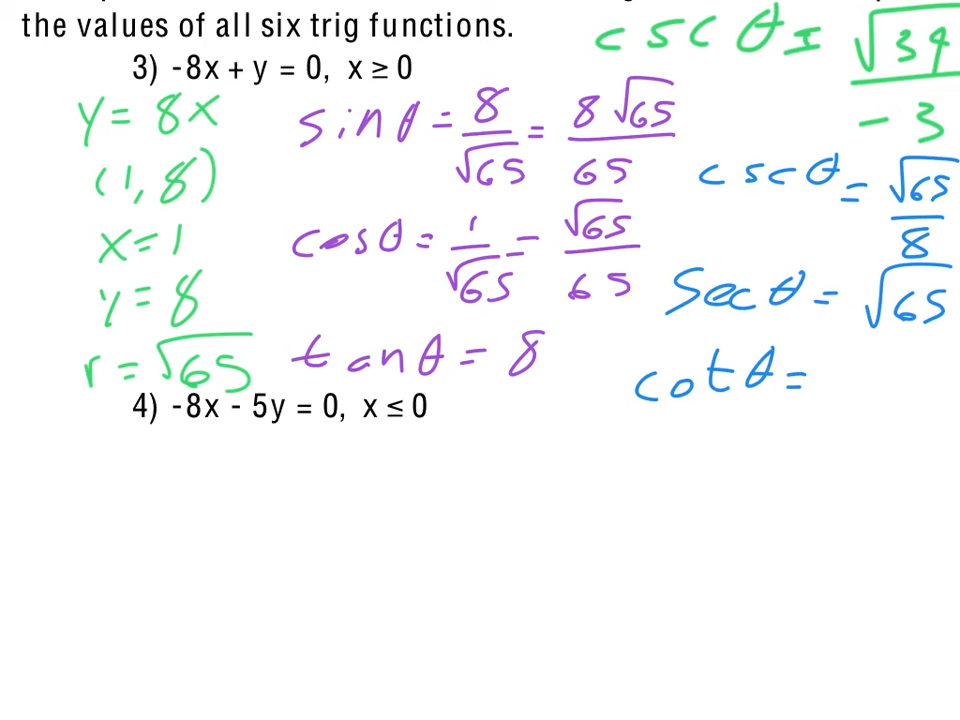 the values of all six trig functions.
csc θ = √34 / -3
3) -8x + y = 0, x ≥ 0
y = 8x
(1, 8)
x = 1
y = 8
r = √65
sin θ = 8/√65 = 8√65/65
cos θ = 1/√65 = √65/65
tan θ = 8
csc θ = √65/8
sec θ = √65
cot θ =
4) -8x - 5y = 0, x ≤ 0